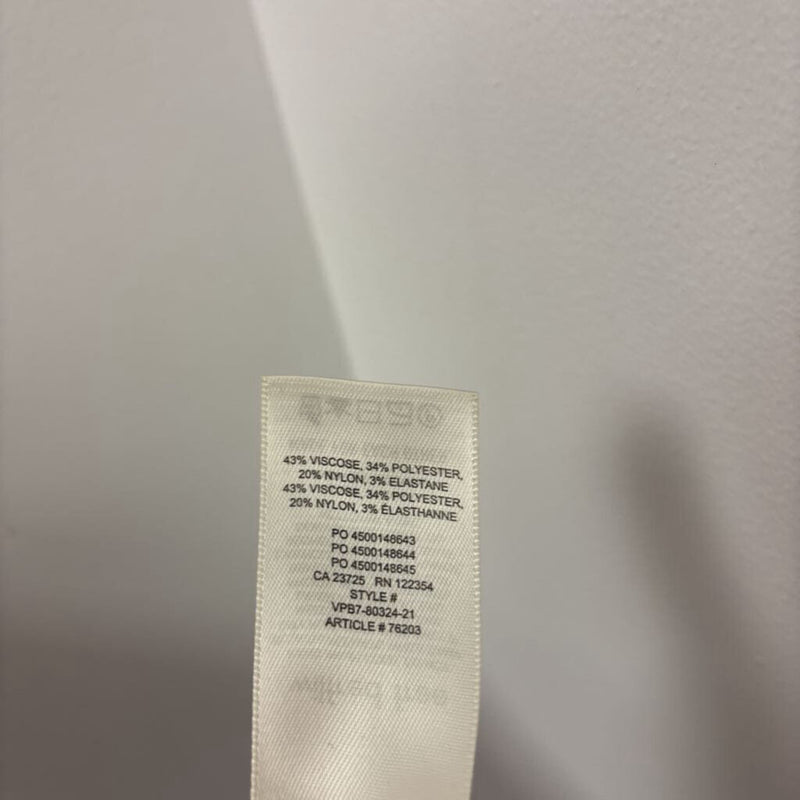 43% VISCOSE, 34% POLYESTER,
20% NYLON, 3% ELASTANE
43% VISCOSE, 34% POLYESTER,
20% NYLON, 3% ÉLASTHANNE
PO 4500148643
PO 4500148644
PO 4500148645
CA 23725 RN 122354
STYLE #
VPB7-80324-21
ARTICLE # 76203